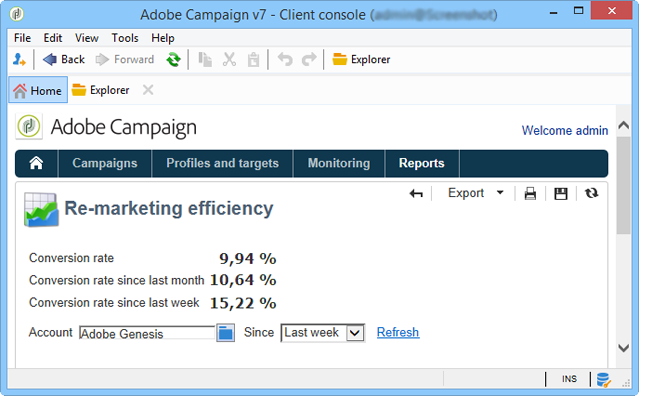 Adobe Campaign v7 - Client console (
File Edit View Tools Help
Back Forward Explorer
Home Explorer
Adobe Campaign
Welcome admin
Campaigns Profiles and targets Monitoring Reports
Export
Re-marketing efficiency
Conversion rate 9,94 %
Conversion rate since last month 10,64 %
Conversion rate since last week 15,22 %
Account Adobe Genesis Since Last week Refresh
INS